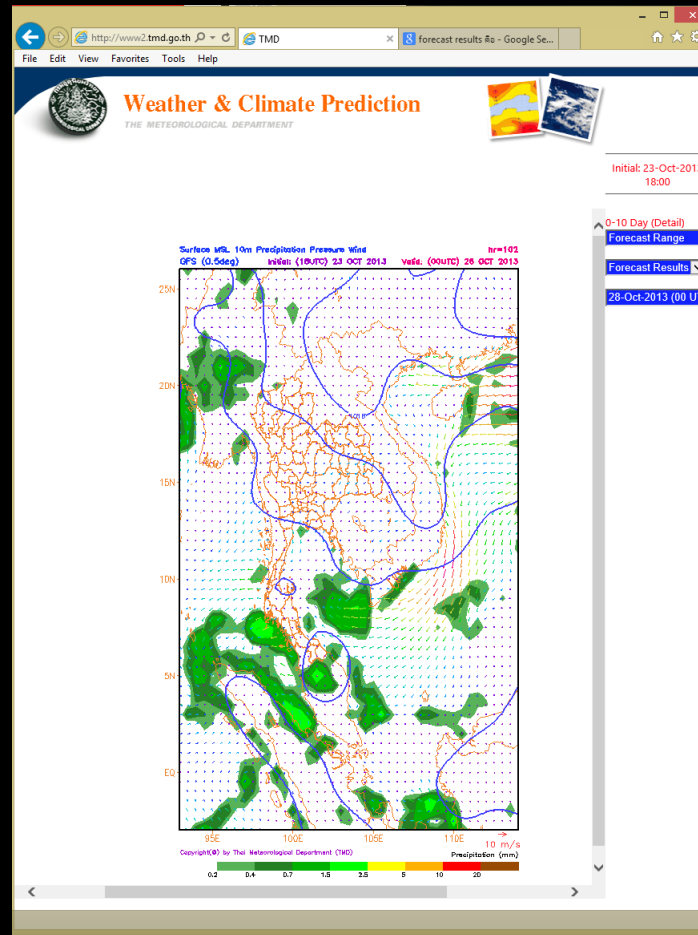 http://www2.tmd.go.th
TMD
forecast results คือ - Google Se...
File Edit View Favorites Tools Help
Weather & Climate Prediction
THE METEOROLOGICAL DEPARTMENT
Initial: 23-Oct-201
18:00
0-10 Day (Detail)
Forecast Range
Forecast Results
28-Oct-2013 (00 U
Surface MSL 10m Precipitation Pressure Wind hr=102
GFS (0.5deg) Initial: (18UTC) 23 OCT 2013 Valid: (00UTC) 28 OCT 2013
25N
20N
15N
10N
5N
EQ
95E 100E 105E 110E
10 m/s
Copyright(@) by Thai Meteorological Department (TMD) Precipitation (mm)
0.2 0.4 0.7 1.5 2.5 5 10 20